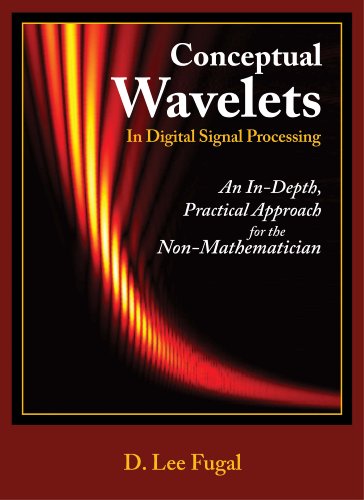 Conceptual
Wavelets
In Digital Signal Processing
An In-Depth,
Practical Approach
for the
Non-Mathematician
D. Lee Fugal